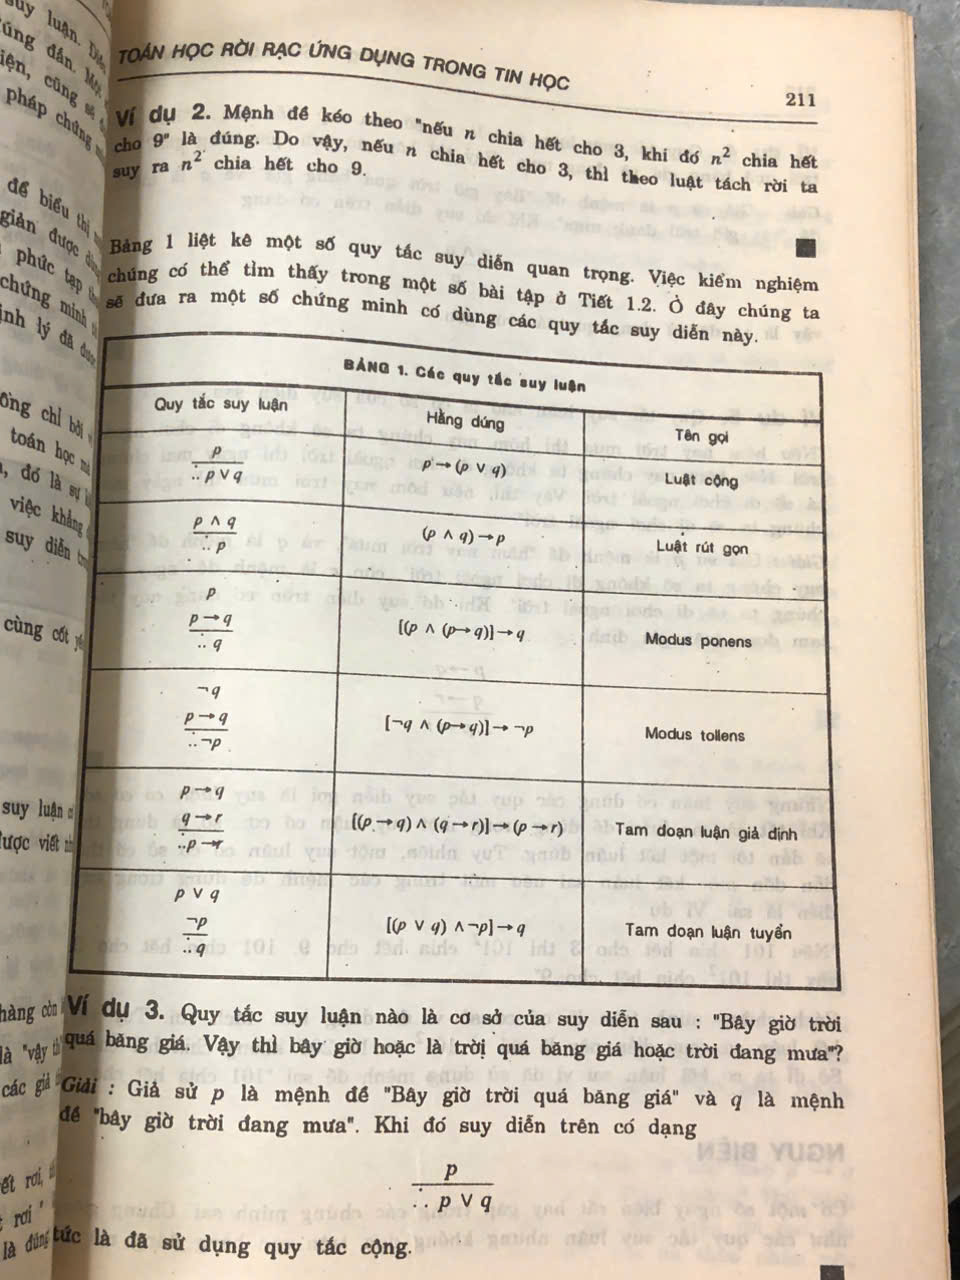 TOÁN HỌC RỜI RẠC ỨNG DỤNG TRONG TIN HỌC
211
Ví dụ 2. Mệnh đề kéo theo "nếu n chia hết cho 3, khi đó n² chia hết
cho 9" là đúng. Do vậy, nếu n chia hết cho 3, thì theo luật tách rời ta
suy ra n² chia hết cho 9.
Bảng 1 liệt kê một số quy tắc suy diễn quan trọng. Việc kiểm nghiệm
chúng có thể tìm thấy trong một số bài tập ở Tiết 1.2. Ở đây chúng ta
sẽ đưa ra một số chứng minh có dùng các quy tắc suy diễn này.
BẢNG 1. Các quy tắc suy luận
Quy tắc suy luận Hằng đúng Tên gọi
p
∴ p ∨ q
p → (p ∨ q)
Luật cộng
p ∧ q
∴ p
(p ∧ q) → p
Luật rút gọn
p
p → q
∴ q
[(p ∧ (p → q)] → q
Modus ponens
¬q
p → q
∴ ¬p
[¬q ∧ (p → q)] → ¬p
Modus tollens
p → q
q → r
∴ p → r
[(p → q) ∧ (q → r)] → (p → r)
Tam đoạn luận giả định
p ∨ q
¬p
∴ q
[(p ∨ q) ∧ ¬p] → q
Tam đoạn luận tuyển
Ví dụ 3. Quy tắc suy luận nào là cơ sở của suy diễn sau : "Bây giờ trời
quá băng giá. Vậy thì bây giờ hoặc là trời quá băng giá hoặc trời đang mưa"?
Giải : Giả sử p là mệnh đề "Bây giờ trời quá băng giá" và q là mệnh
đề "bây giờ trời đang mưa". Khi đó suy diễn trên có dạng
p
∴ p ∨ q
tức là đã sử dụng quy tắc cộng.